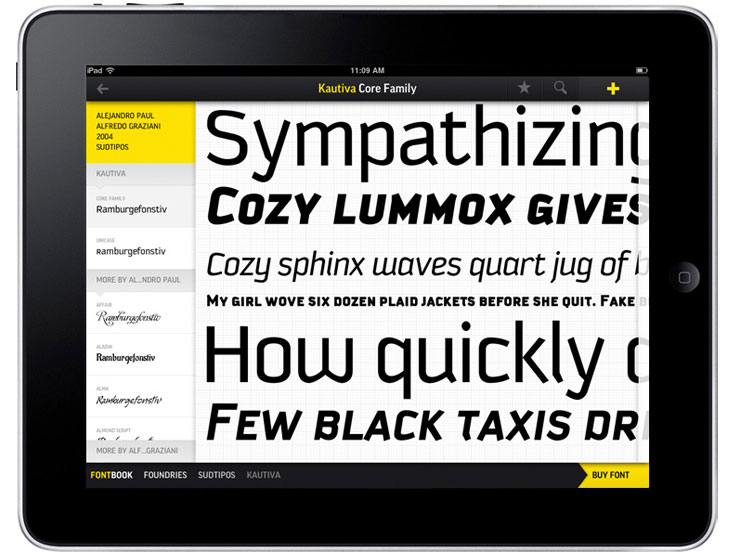 iPad 11:09 AM
Kautiva Core Family
ALEJANDRO PAUL
ALFREDO GRAZIANI
2004
SUDTIPOS
KAUTIVA
CORE FAMILY
Ramburgefonstiv
UNICASE
Ramburgefonstiv
MORE BY AL...NDRO PAUL
AFFAIR
Ramburgefonstiv
ALADIN
Ramburgefonstiv
ALMA
Ramburgefonstiv
ALMOND SCRIPT
MORE BY ALF...GRAZIANI
Sympathizing
COZY LUMMOX GIVES
Cozy sphinx waves quart jug of b
MY GIRL WOVE SIX DOZEN PLAID JACKETS BEFORE SHE QUIT. FAKE B
How quickly
FEW BLACK TAXIS DRI
FONTBOOK FOUNDRIES SUDTIPOS KAUTIVA BUY FONT